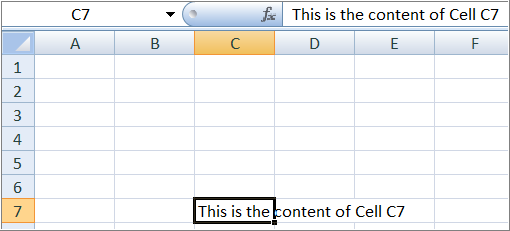 C7 fx This is the content of Cell C7
A B C D E F
1
2
3
4
5
6
7 This is the content of Cell C7